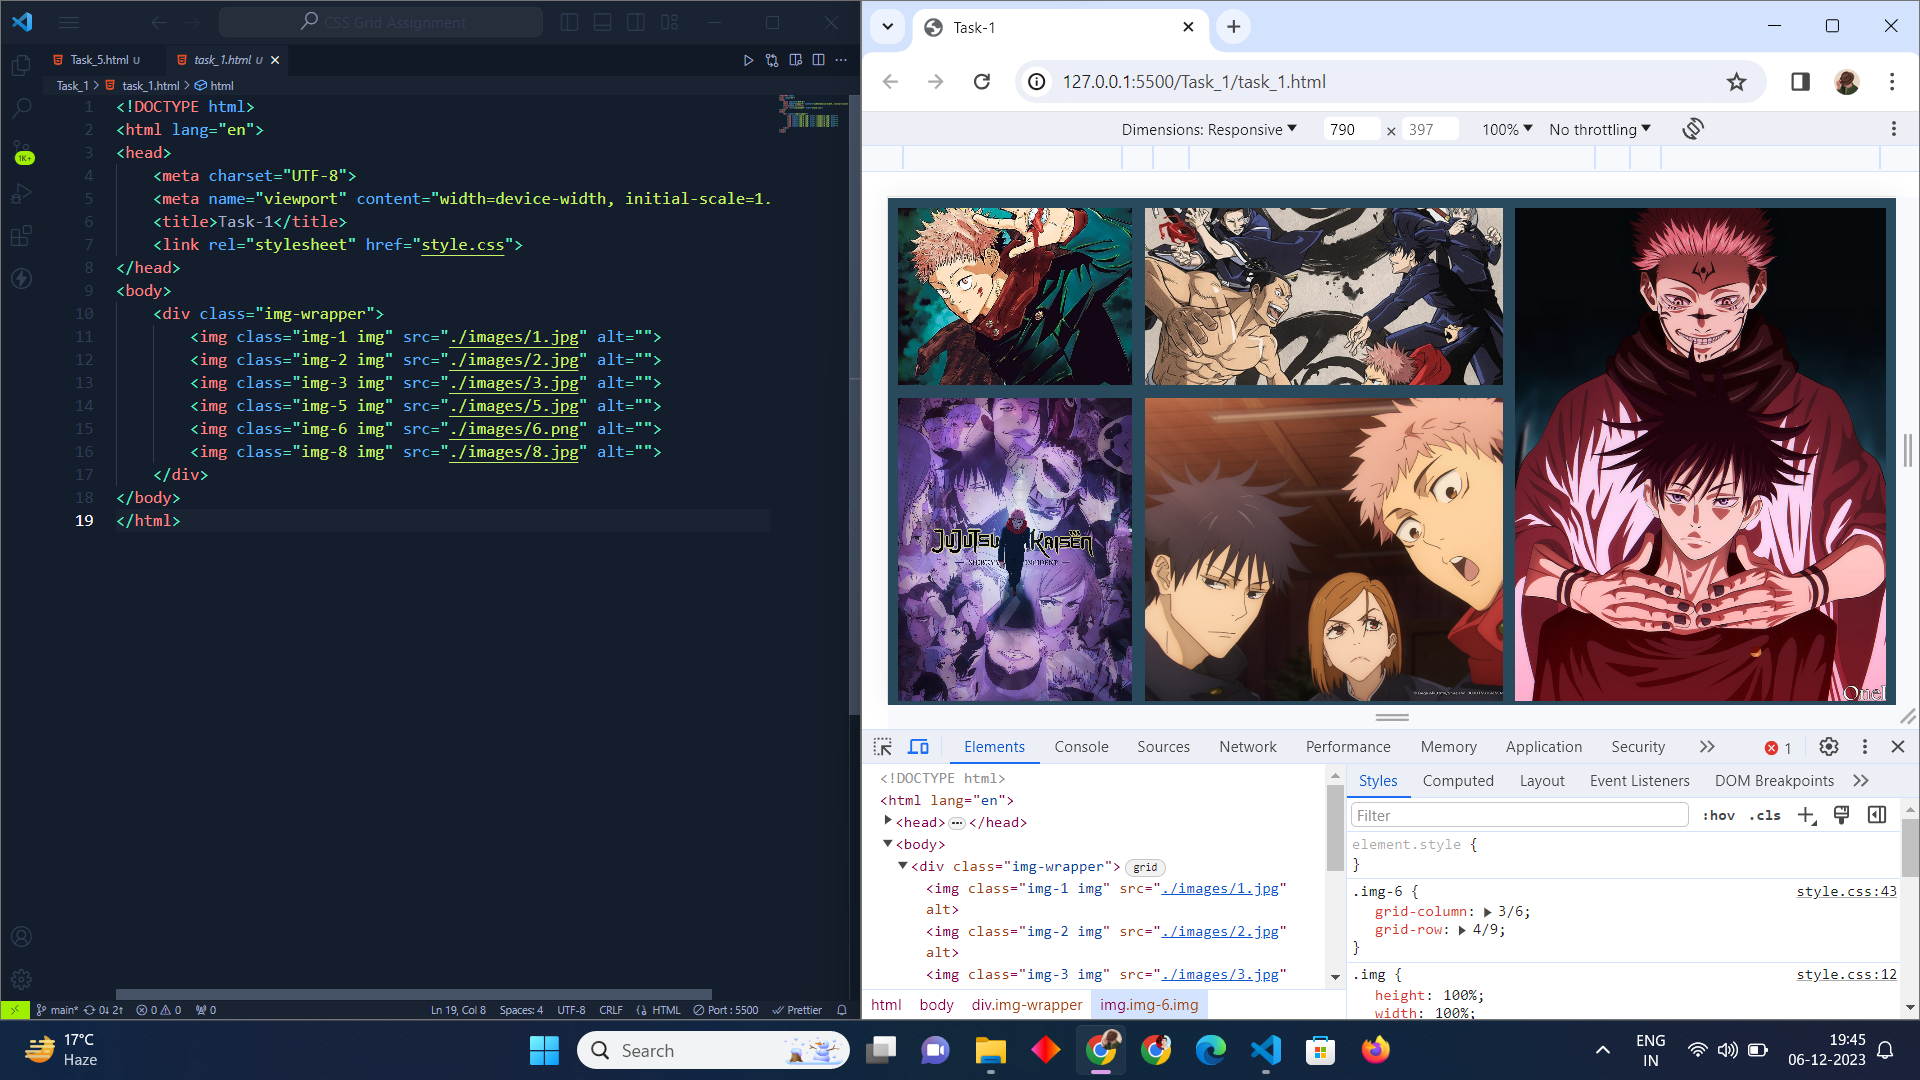 CSS Grid Assignment
Task_5.html U
task_1.html U
Task_1 > task_1.html > html
1 <!DOCTYPE html>
2 <html lang="en">
3 <head>
4 <meta charset="UTF-8">
5 <meta name="viewport" content="width=device-width, initial-scale=1.
6 <title>Task-1</title>
7 <link rel="stylesheet" href="style.css">
8 </head>
9 <body>
10 <div class="img-wrapper">
11 <img class="img-1 img" src="./images/1.jpg" alt="">
12 <img class="img-2 img" src="./images/2.jpg" alt="">
13 <img class="img-3 img" src="./images/3.jpg" alt="">
14 <img class="img-5 img" src="./images/5.jpg" alt="">
15 <img class="img-6 img" src="./images/6.png" alt="">
16 <img class="img-8 img" src="./images/8.jpg" alt="">
17 </div>
18 </body>
19 </html>
1K+
main* 0↓ 2↑ 0 0 0
Ln 19, Col 8 Spaces: 4 UTF-8 CRLF HTML Port : 5500 Prettier
Task-1
127.0.0.1:5500/Task_1/task_1.html
Dimensions: Responsive 790 × 397 100% No throttling
JUJUTSU KAISEN
OneI
Elements Console Sources Network Performance Memory Application Security 1
<!DOCTYPE html>
<html lang="en">
<head> ... </head>
<body>
<div class="img-wrapper"> grid
<img class="img-1 img" src="./images/1.jpg"
alt>
<img class="img-2 img" src="./images/2.jpg"
alt>
<img class="img-3 img" src="./images/3.jpg"
html body div.img-wrapper img.img-6.img
Styles Computed Layout Event Listeners DOM Breakpoints
Filter :hov .cls
element.style {
}
.img-6 { style.css:43
grid-column: 3/6;
grid-row: 4/9;
}
.img { style.css:12
height: 100%;
width: 100%;
17°C
Haze
Search
ENG
IN
19:45
06-12-2023